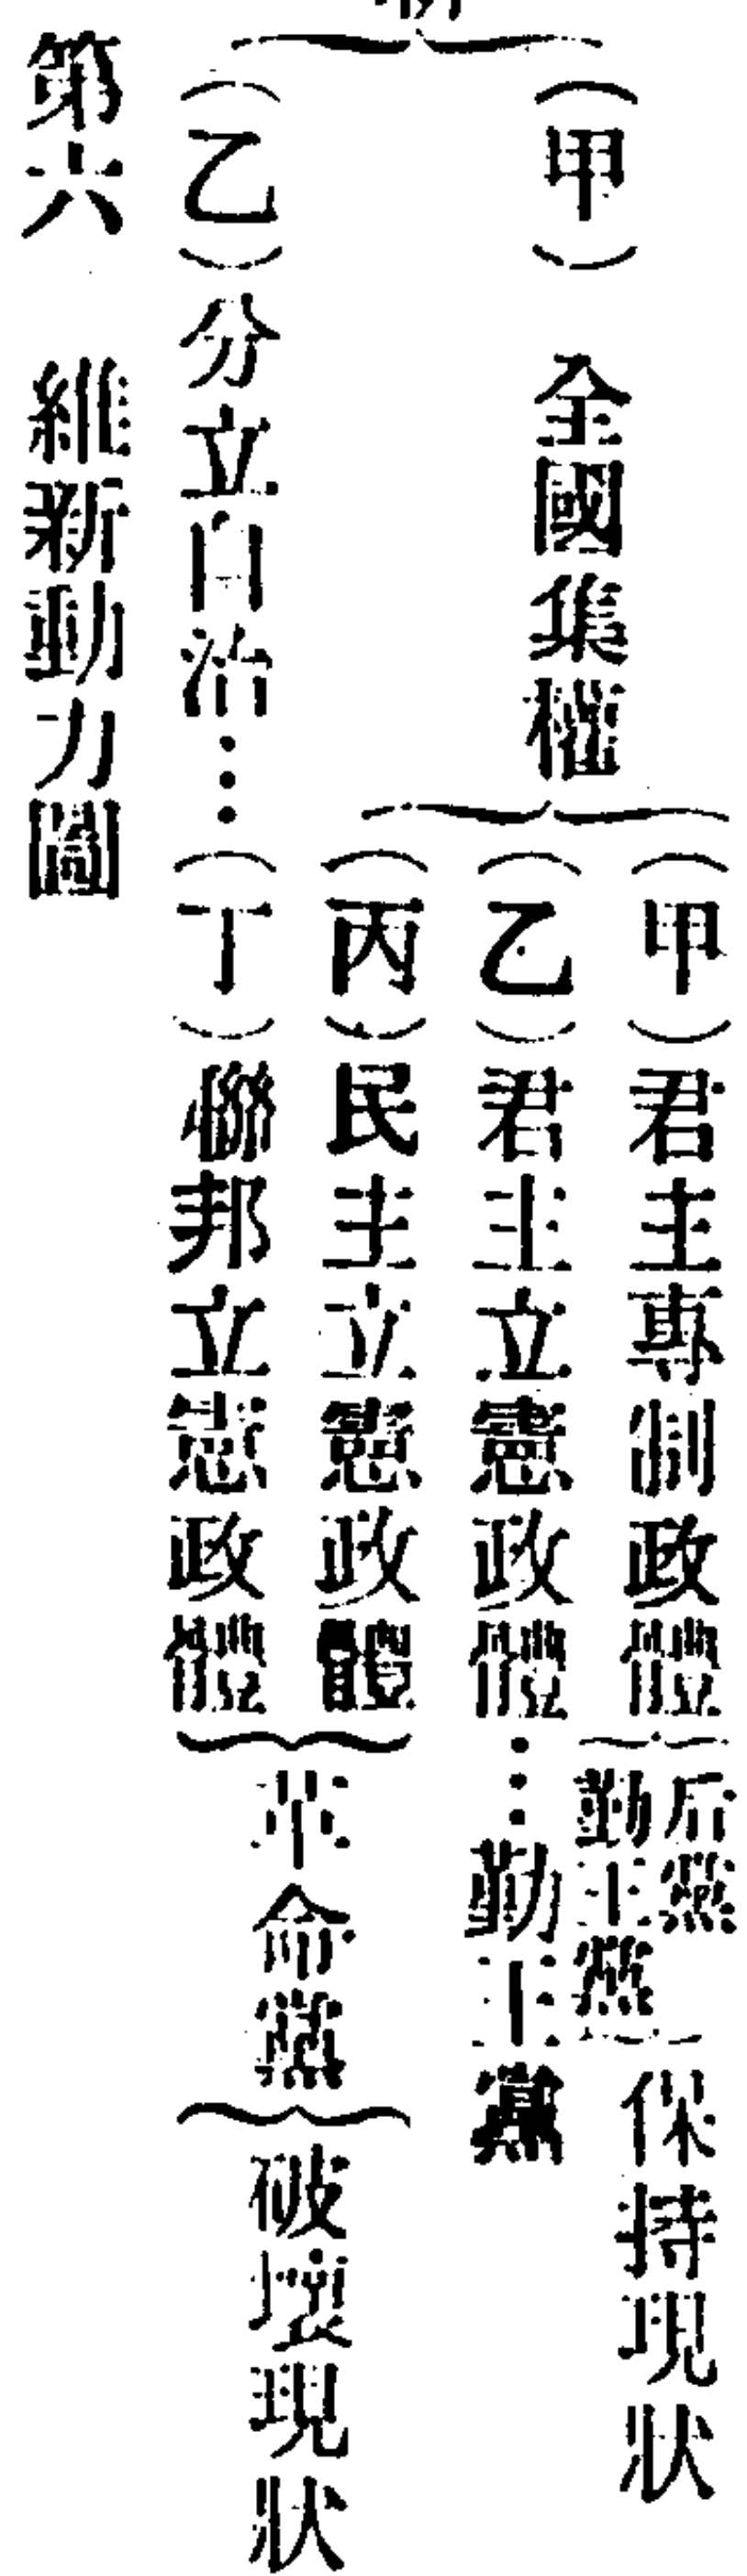 (甲) 全國集權
(甲)君主專制政體
后黨
勤王黨
保持現狀
(乙)君主立憲政體…勤王黨
(丙)民主立憲政體
(乙)分立自治…(丁)聯邦立憲政體
革命黨
破壞現狀
第六 維新動力圖